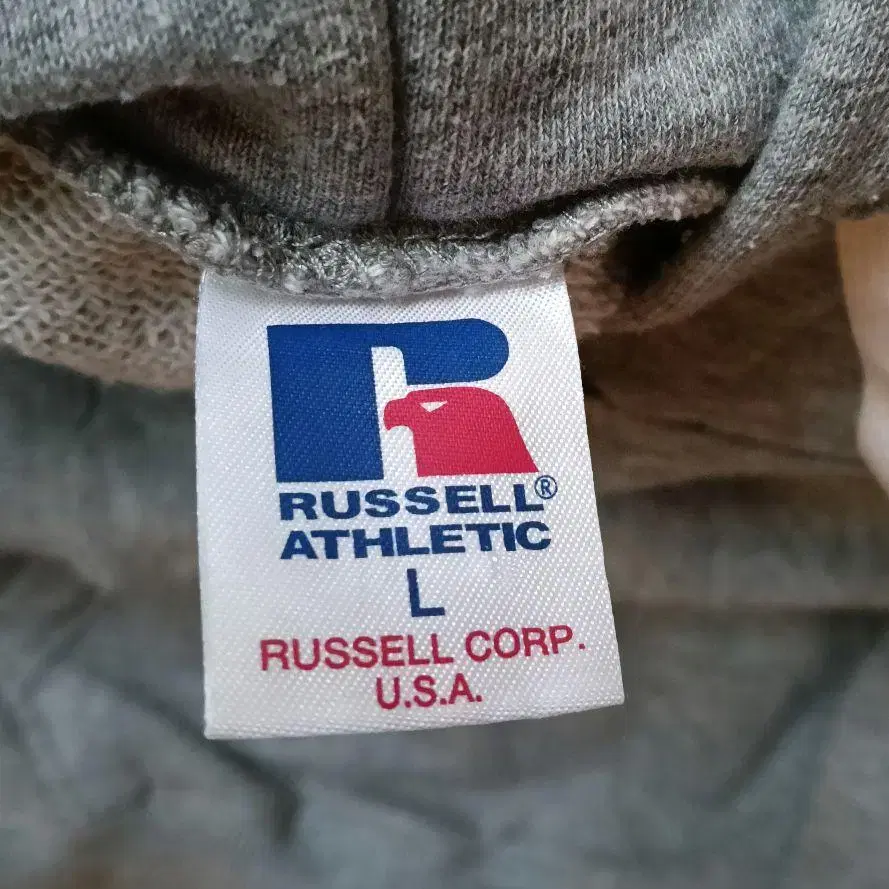 RUSSELL®
ATHLETIC
L
RUSSELL CORP.
U.S.A.